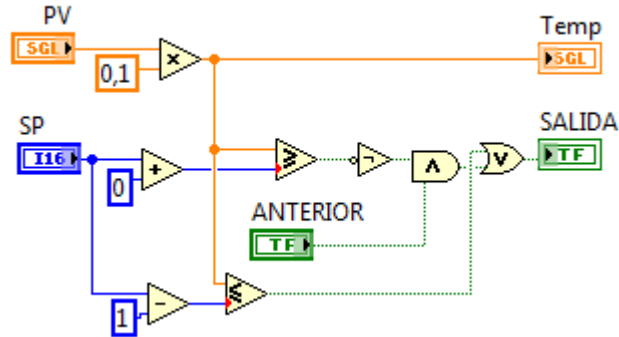 PV
Temp
SGL
×
0,1
SGL
SP
SALIDA
I16
+
≥
¬
∧
∨
TF
0
ANTERIOR
TF
≤
-
1